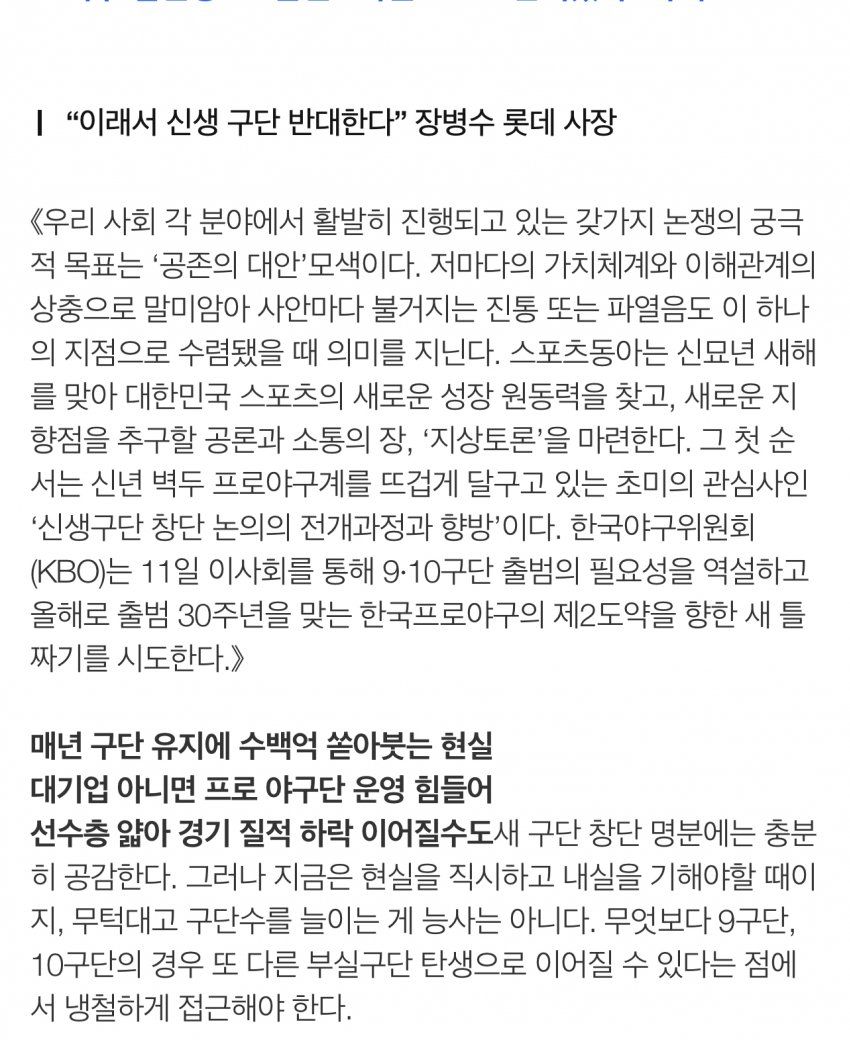 | “이래서 신생 구단 반대한다” 장병수 롯데 사장
《우리 사회 각 분야에서 활발히 진행되고 있는 갖가지 논쟁의 궁극
적 목표는 ‘공존의 대안’모색이다. 저마다의 가치체계와 이해관계의
상충으로 말미암아 사안마다 불거지는 진통 또는 파열음도 이 하나
의 지점으로 수렴됐을 때 의미를 지닌다. 스포츠동아는 신묘년 새해
를 맞아 대한민국 스포츠의 새로운 성장 원동력을 찾고, 새로운 지
향점을 추구할 공론과 소통의 장, ‘지상토론’을 마련한다. 그 첫 순
서는 신년 벽두 프로야구계를 뜨겁게 달구고 있는 초미의 관심사인
‘신생구단 창단 논의의 전개과정과 향방’이다. 한국야구위원회
(KBO)는 11일 이사회를 통해 9·10구단 출범의 필요성을 역설하고
올해로 출범 30주년을 맞는 한국프로야구의 제2도약을 향한 새 틀
짜기를 시도한다.》
매년 구단 유지에 수백억 쏟아붓는 현실
대기업 아니면 프로 야구단 운영 힘들어
선수층 얇아 경기 질적 하락 이어질수도새 구단 창단 명분에는 충분
히 공감한다. 그러나 지금은 현실을 직시하고 내실을 기해야할 때이
지, 무턱대고 구단수를 늘이는 게 능사는 아니다. 무엇보다 9구단,
10구단의 경우 또 다른 부실구단 탄생으로 이어질 수 있다는 점에
서 냉철하게 접근해야 한다.